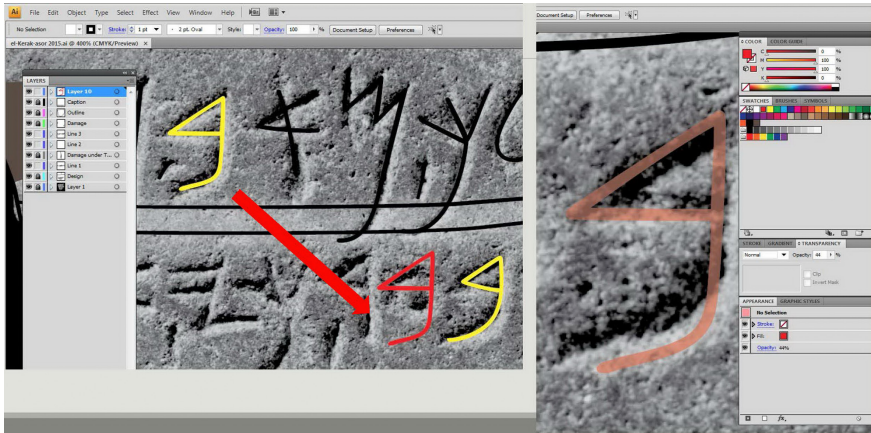 Ai File Edit Object Type Select Effect View Window Help Br
No Selection Stroke: 1 pt 2 pt. Oval Style: Opacity: 100 % Document Setup Preferences
el-Kerak-asor 2015.ai @ 400% (CMYK/Preview) ×
LAYERS
Layer 10
Caption
Outline
Damage
Line 3
Line 2
Damage under T...
Line 1
Design
Layer 1
Document Setup Preferences
COLOR COLOR GUIDE
C 0 %
M 100 %
Y 100 %
K 0 %
SWATCHES BRUSHES SYMBOLS
STROKE GRADIENT TRANSPARENCY
Normal Opacity: 44 %
Clip
Invert Mask
APPEARANCE GRAPHIC STYLES
No Selection
Stroke:
Fill:
Opacity: 44%
fx.